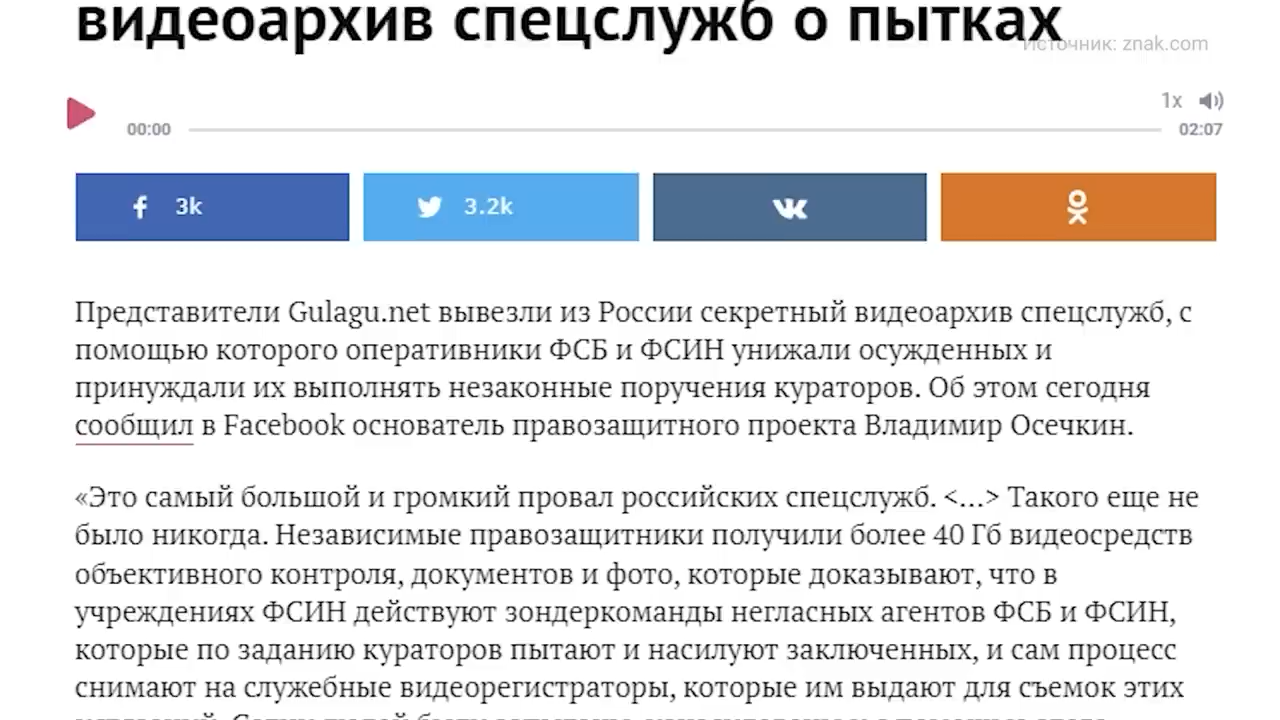 видеоархив спецслужб о пытках
Источник: znak.com
1x
00:00
02:07
3k
3.2k
Представители Gulagu.net вывезли из России секретный видеоархив спецслужб, с
помощью которого оперативники ФСБ и ФСИН унижали осужденных и
принуждали их выполнять незаконные поручения кураторов. Об этом сегодня
сообщил в Facebook основатель правозащитного проекта Владимир Осечкин.
«Это самый большой и громкий провал российских спецслужб. <...> Такого еще не
было никогда. Независимые правозащитники получили более 40 Гб видеосредств
объективного контроля, документов и фото, которые доказывают, что в
учреждениях ФСИН действуют зондеркоманды негласных агентов ФСБ и ФСИН,
которые по заданию кураторов пытают и насилуют заключенных, и сам процесс
снимают на служебные видеорегистраторы, которые им выдают для съемок этих